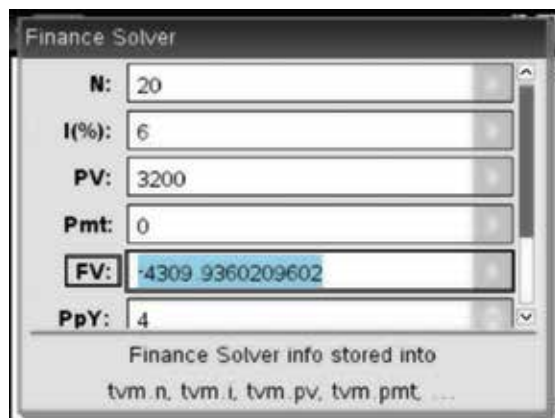 Finance Solver
N: 20
I(%): 6
PV: 3200
Pmt: 0
FV: -4309.9360209602
PpY: 4
Finance Solver info stored into
tvm.n, tvm.i, tvm.pv, tvm.pmt, ...